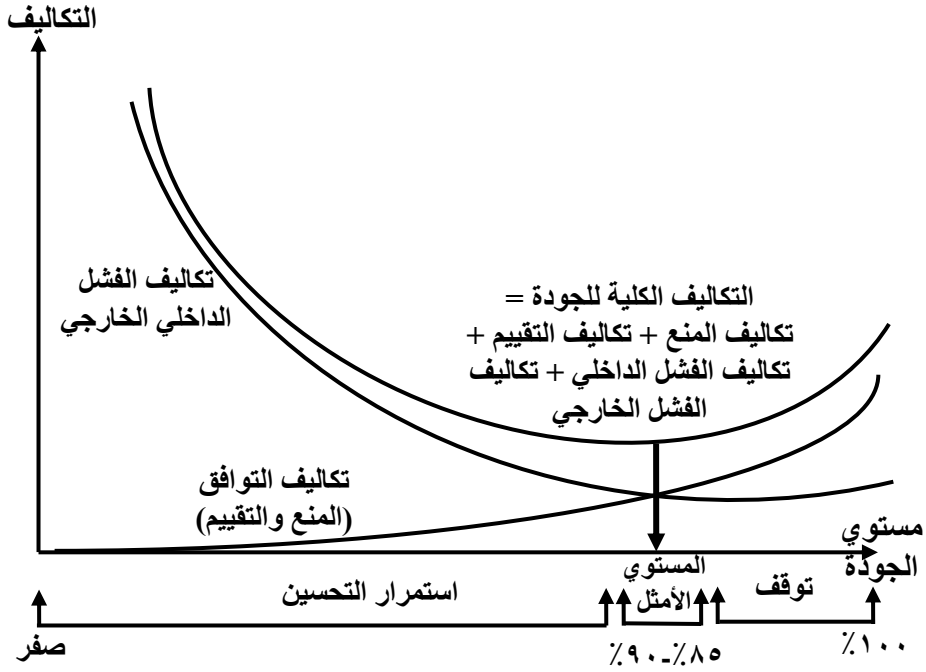 التكاليف
تكاليف الفشل
الداخلي الخارجي
التكاليف الكلية للجودة =
تكاليف المنع + تكاليف التقييم +
تكاليف الفشل الداخلي + تكاليف
الفشل الخارجي
تكاليف التوافق
(المنع والتقييم)
مستوي
الجودة
المستوي
الأمثل
توقف
استمرار التحسين
صفر
٨٥٪-٩٠٪
١٠٠٪